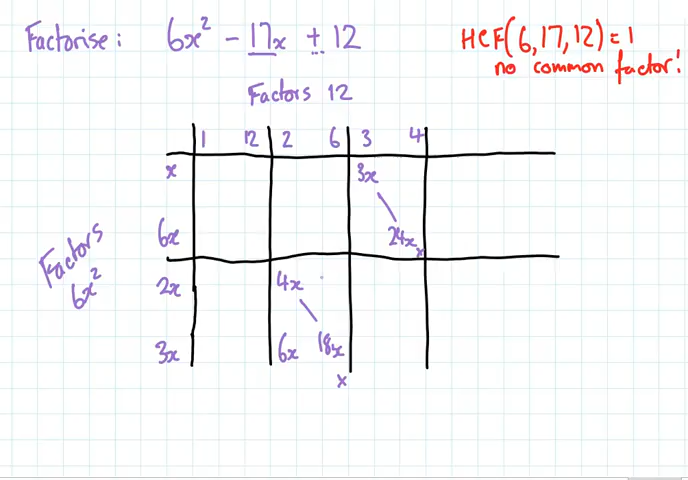 Factorise: 6x² - 17x + 12
HCF(6,17,12)=1
no common factor!
Factors 12
1 12 2 6 3 4
x 3x
6x 24x x
Factors 6x²
2x 4x
3x 6x 18x
x